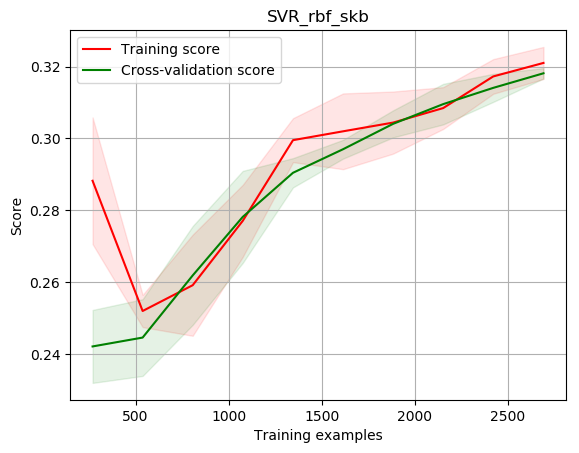 SVR_rbf_skb
Training score
Cross-validation score
Score
0.32
0.30
0.28
0.26
0.24
500
1000
1500
2000
2500
Training examples